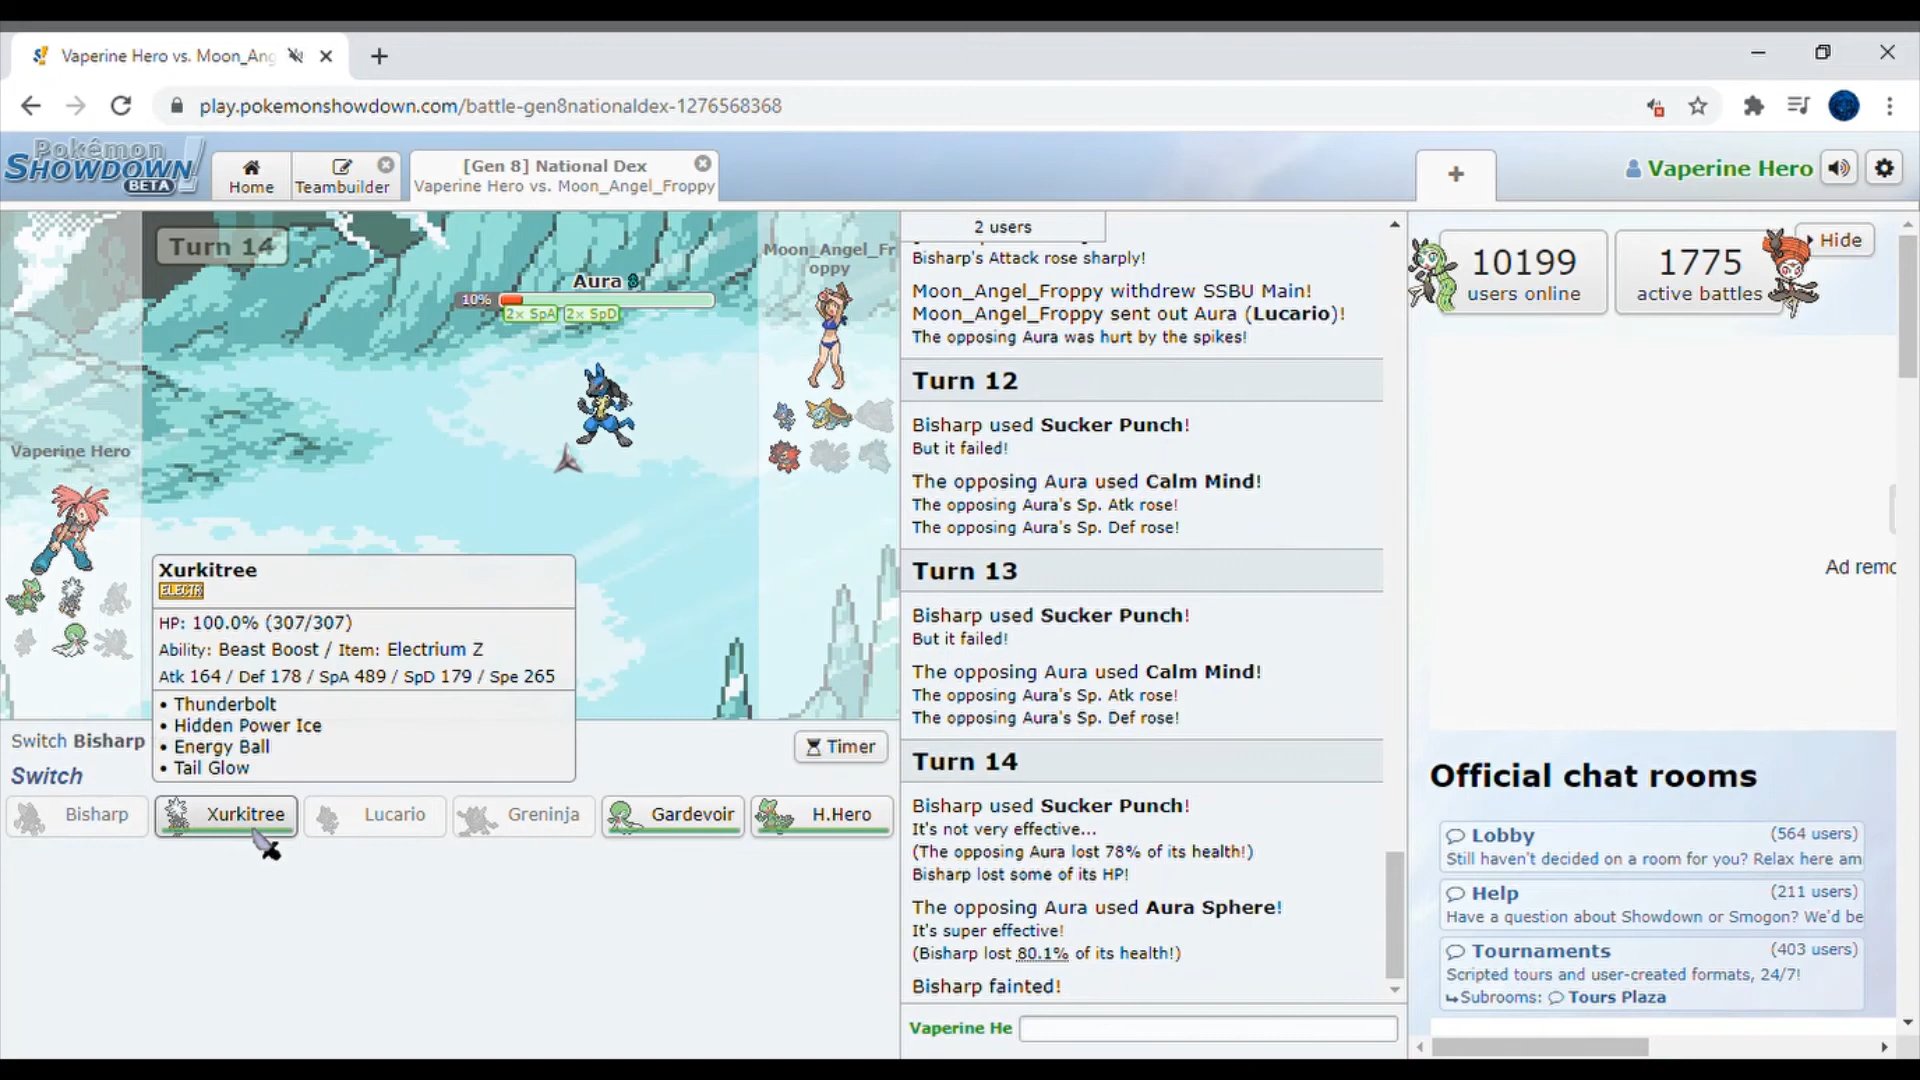 Vaperine Hero vs. Moon_Ang
play.pokemonshowdown.com/battle-gen8nationaldex-1276568368
Pokémon
SHOWDOWN!
BETA
Home
Teambuilder
[Gen 8] National Dex
Vaperine Hero vs. Moon_Angel_Froppy
+
Vaperine Hero
Turn 14
Moon_Angel_Fr
oppy
Aura
10%
2× SpA 2× SpD
Vaperine Hero
Xurkitree
ELECTR
HP: 100.0% (307/307)
Ability: Beast Boost / Item: Electrium Z
Atk 164 / Def 178 / SpA 489 / SpD 179 / Spe 265
• Thunderbolt
• Hidden Power Ice
• Energy Ball
• Tail Glow
Switch Bisharp
Timer
Switch
Bisharp Xurkitree Lucario Greninja Gardevoir H.Hero
2 users
Bisharp's Attack rose sharply!
Moon_Angel_Froppy withdrew SSBU Main!
Moon_Angel_Froppy sent out Aura (Lucario)!
The opposing Aura was hurt by the spikes!
Turn 12
Bisharp used Sucker Punch!
But it failed!
The opposing Aura used Calm Mind!
The opposing Aura's Sp. Atk rose!
The opposing Aura's Sp. Def rose!
Turn 13
Bisharp used Sucker Punch!
But it failed!
The opposing Aura used Calm Mind!
The opposing Aura's Sp. Atk rose!
The opposing Aura's Sp. Def rose!
Turn 14
Bisharp used Sucker Punch!
It's not very effective...
(The opposing Aura lost 78% of its health!)
Bisharp lost some of its HP!
The opposing Aura used Aura Sphere!
It's super effective!
(Bisharp lost 80.1% of its health!)
Bisharp fainted!
Vaperine He
10199
users online
1775
active battles
Hide
Ad remo
Official chat rooms
Lobby (564 users)
Still haven't decided on a room for you? Relax here am
Help (211 users)
Have a question about Showdown or Smogon? We'd be
Tournaments (403 users)
Scripted tours and user-created formats, 24/7!
↳Subrooms: Tours Plaza